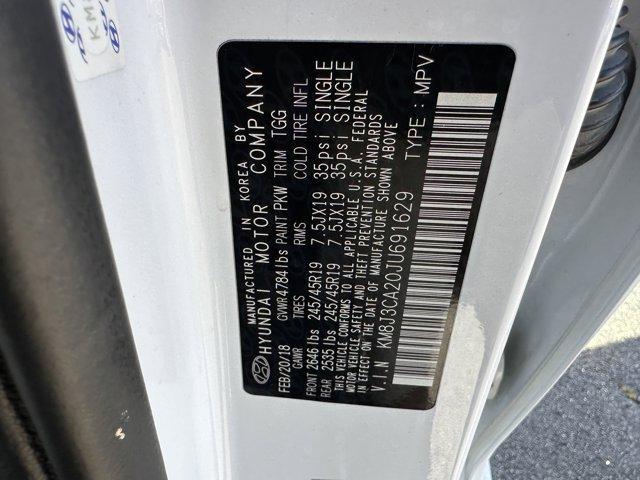 MANUFACTURED IN KOREA BY
HYUNDAI MOTOR COMPANY
FEB/20/18 GVWR 4784 lbs PAINT PKW TRIM TGG
GAWR TIRES RIMS COLD TIRE INFL
FRONT 2646 lbs 245/45R19 7.5JX19 35psi SINGLE
REAR 2535 lbs 245/45R19 7.5JX19 35psi SINGLE
THIS VEHICLE CONFORMS TO ALL APPLICABLE U.S.A. FEDERAL
MOTOR VEHICLE SAFETY AND THEFT PREVENTION STANDARDS
IN EFFECT ON THE DATE OF MANUFACTURE SHOWN ABOVE
V.I.N KM8J3CA20JU691629 TYPE : MPV